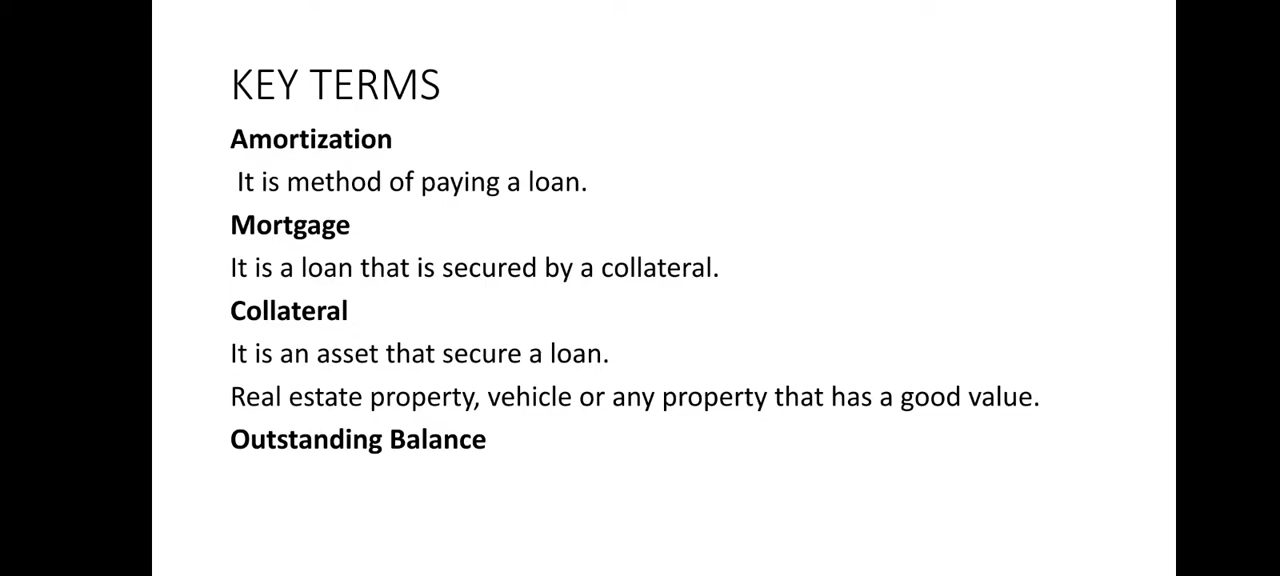 KEY TERMS
Amortization
It is method of paying a loan.
Mortgage
It is a loan that is secured by a collateral.
Collateral
It is an asset that secure a loan.
Real estate property, vehicle or any property that has a good value.
Outstanding Balance